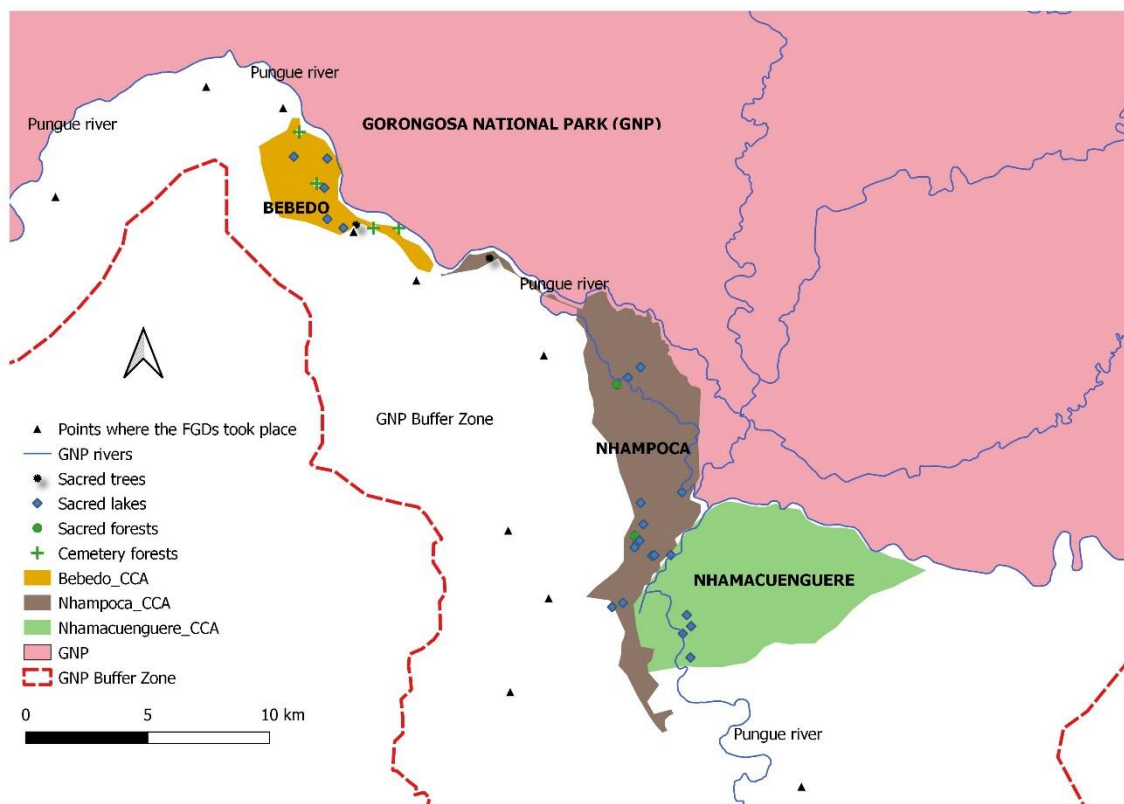 Pungue river
Pungue river
GORONGOSA NATIONAL PARK (GNP)
BEBEDO
Pungue river
GNP Buffer Zone
NHAMPOCA
NHAMACUENGUERE
Pungue river
Points where the FGDs took place
GNP rivers
Sacred trees
Sacred lakes
Sacred forests
Cemetery forests
Bebedo_CCA
Nhampoca_CCA
Nhamacuenguere_CCA
GNP
GNP Buffer Zone
0 5 10 km